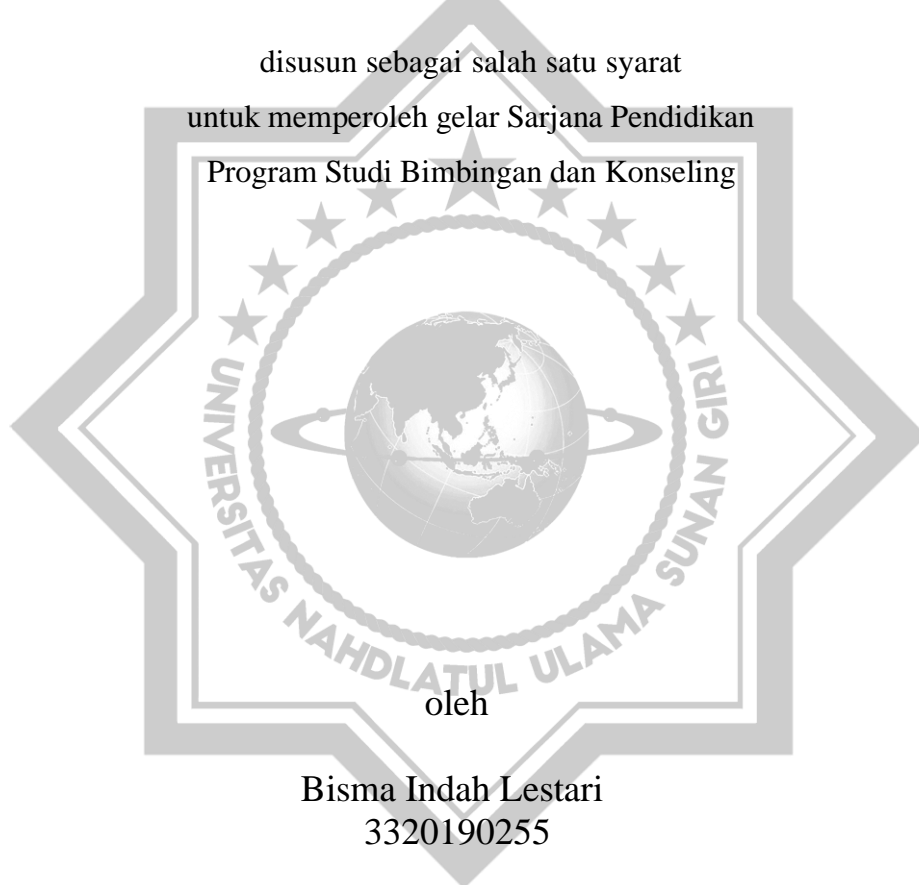 disusun sebagai salah satu syarat
untuk memperoleh gelar Sarjana Pendidikan
Program Studi Bimbingan dan Konseling
UNIVERSITAS NAHDLATUL ULAMA SUNAN GIRI
oleh
Bisma Indah Lestari
3320190255